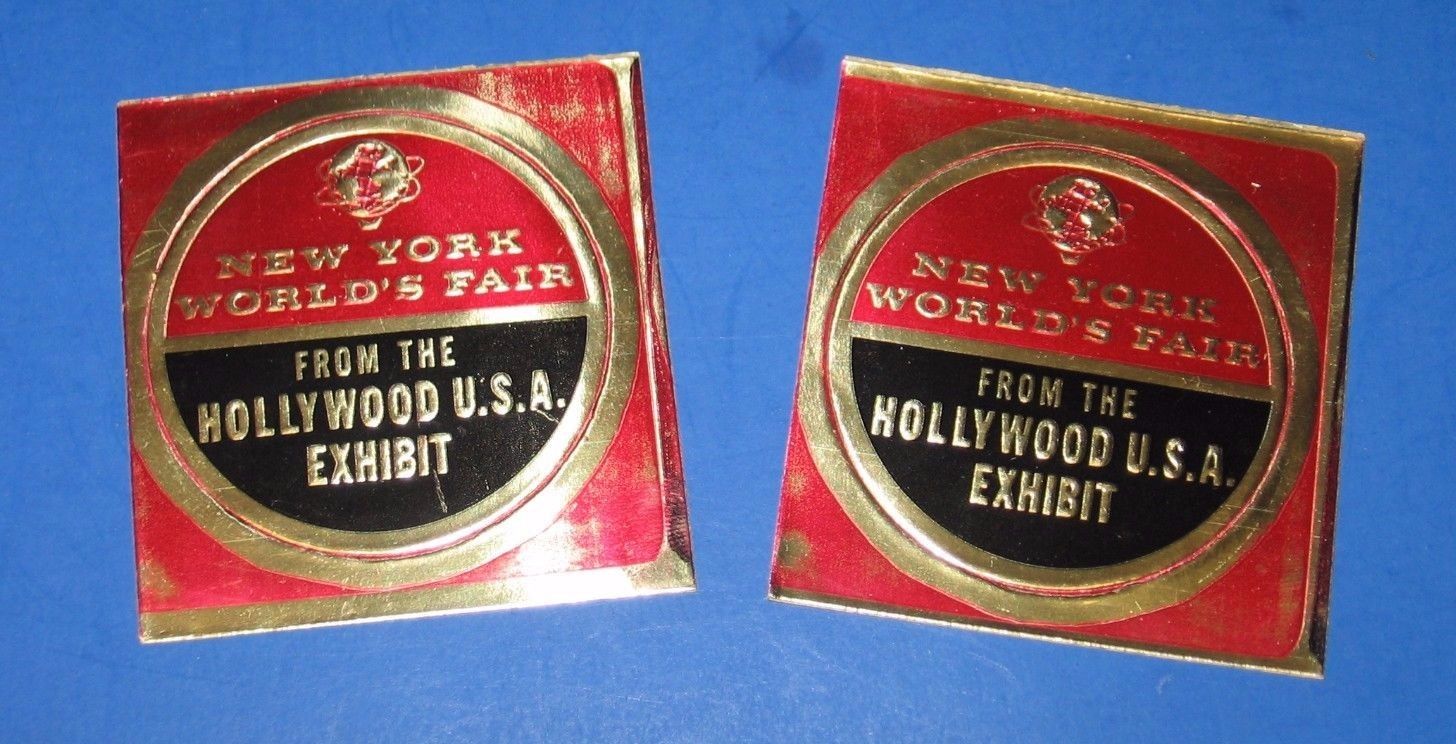 NEW YORK
WORLD'S FAIR
FROM THE
HOLLYWOOD U.S.A.
EXHIBIT
NEW YORK
WORLD'S FAIR
FROM THE
HOLLYWOOD U.S.A.
EXHIBIT